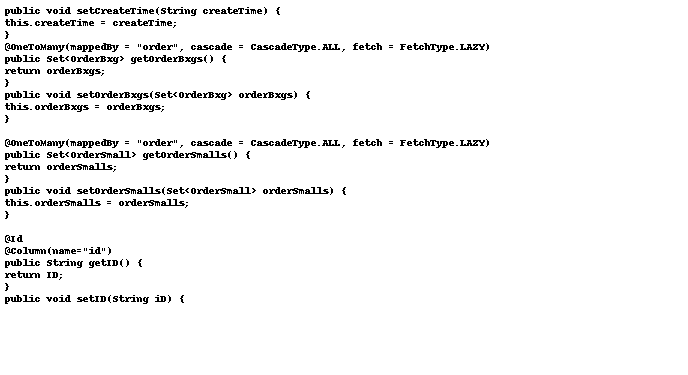 public void setCreateTime(String createTime) {
this.createTime = createTime;
}
@OneToMany(mappedBy = "order", cascade = CascadeType.ALL, fetch = FetchType.LAZY)
public Set<OrderBxg> getOrderBxgs() {
return orderBxgs;
}
public void setOrderBxgs(Set<OrderBxg> orderBxgs) {
this.orderBxgs = orderBxgs;
}
@OneToMany(mappedBy = "order", cascade = CascadeType.ALL, fetch = FetchType.LAZY)
public Set<OrderSmall> getOrderSmalls() {
return orderSmalls;
}
public void setOrderSmalls(Set<OrderSmall> orderSmalls) {
this.orderSmalls = orderSmalls;
}
@Id
@Column(name="id")
public String getID() {
return ID;
}
public void setID(String iD) {